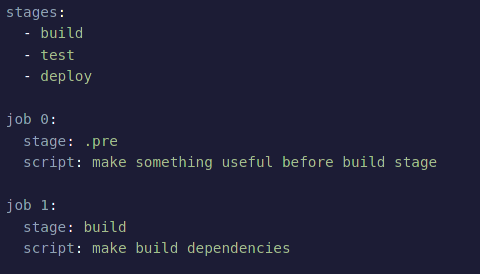 stages:
  - build
  - test
  - deploy

job 0:
  stage: .pre
  script: make something useful before build stage

job 1:
  stage: build
  script: make build dependencies